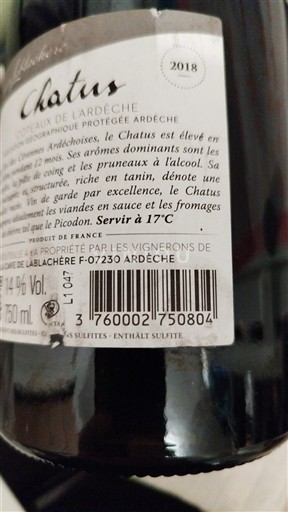 Lablachère
2018
Chatus
COTEAUX DE L'ARDÈCHE
GÉOGRAPHIQUE PROTÉGÉE ARDÈCHE
des Cévennes Ardéchoises, le Chatus est élevé en
12 mois. Ses arômes dominants sont les
de coing et les pruneaux à l'alcool. Sa
structurée, riche en tanin, dénote une
Vin de garde par excellence, le Chatus
les viandes en sauce et les fromages
tel que le Picodon. Servir à 17°C
PRODUIT DE FRANCE
PROPRIÉTÉ PAR LES VIGNERONS DE
DE LABLACHÈRE F-07230 ARDÈCHE
14 % Vol.
750 mL
L1 047
3 760002 750804
SULFITES - ENTHÄLT SULFITE